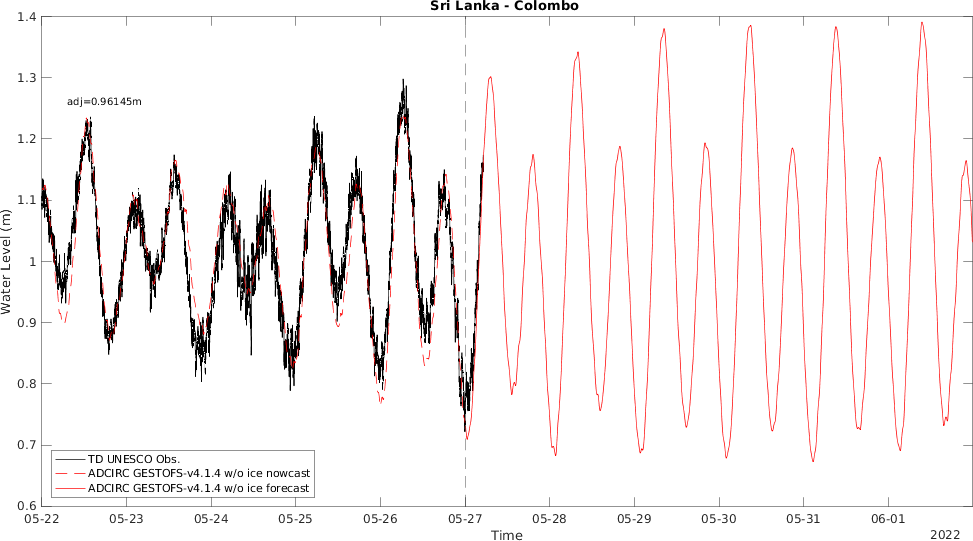 Sri Lanka - Colombo
1.4
1.3
adj=0.96145m
1.2
1.1
1
0.9
0.8
0.7
0.6
Water Level (m)
TD UNESCO Obs.
ADCIRC GESTOFS-v4.1.4 w/o ice nowcast
ADCIRC GESTOFS-v4.1.4 w/o ice forecast
05-22 05-23 05-24 05-25 05-26 05-27 05-28 05-29 05-30 05-31 06-01
Time
2022